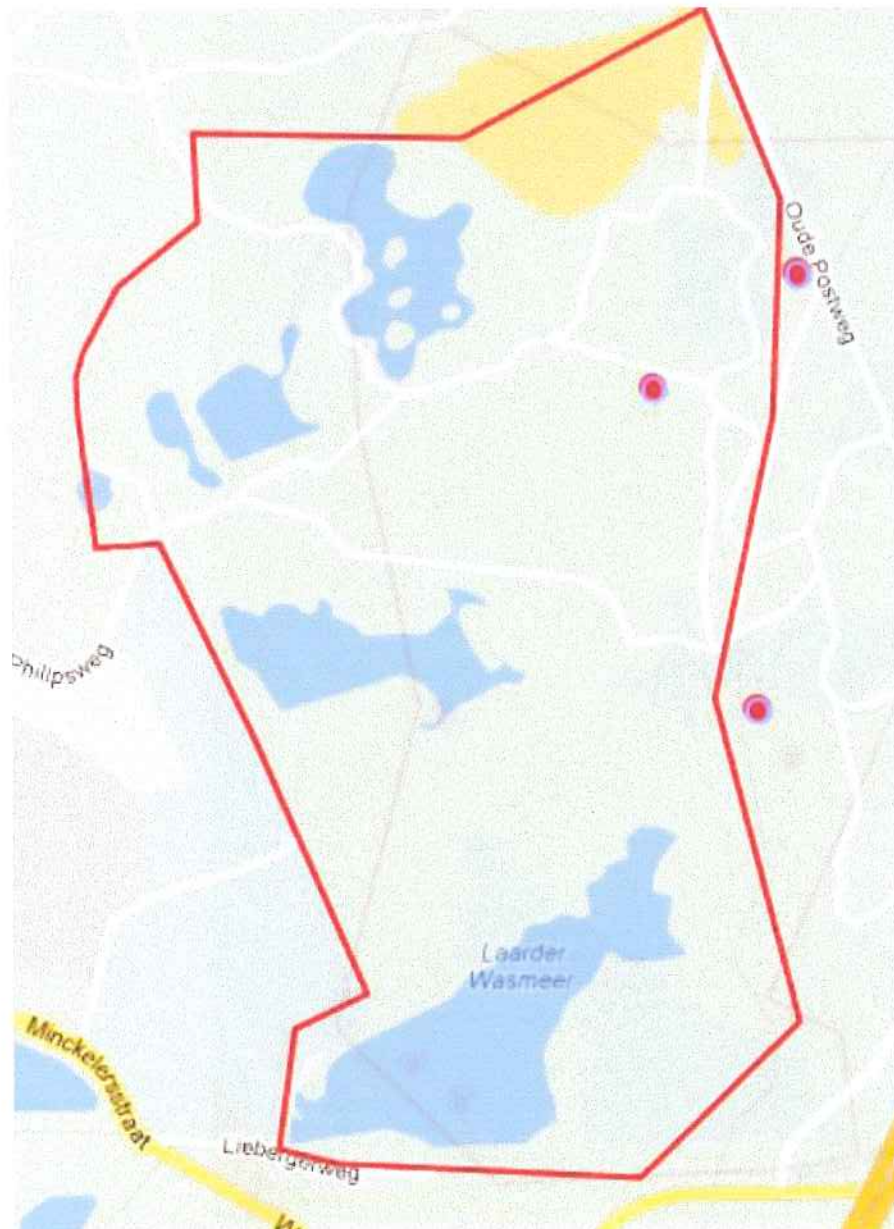 Oude Postweg
Philipsweg
Laarder
Wasmeer
Minckelersstraat
Liebergerweg